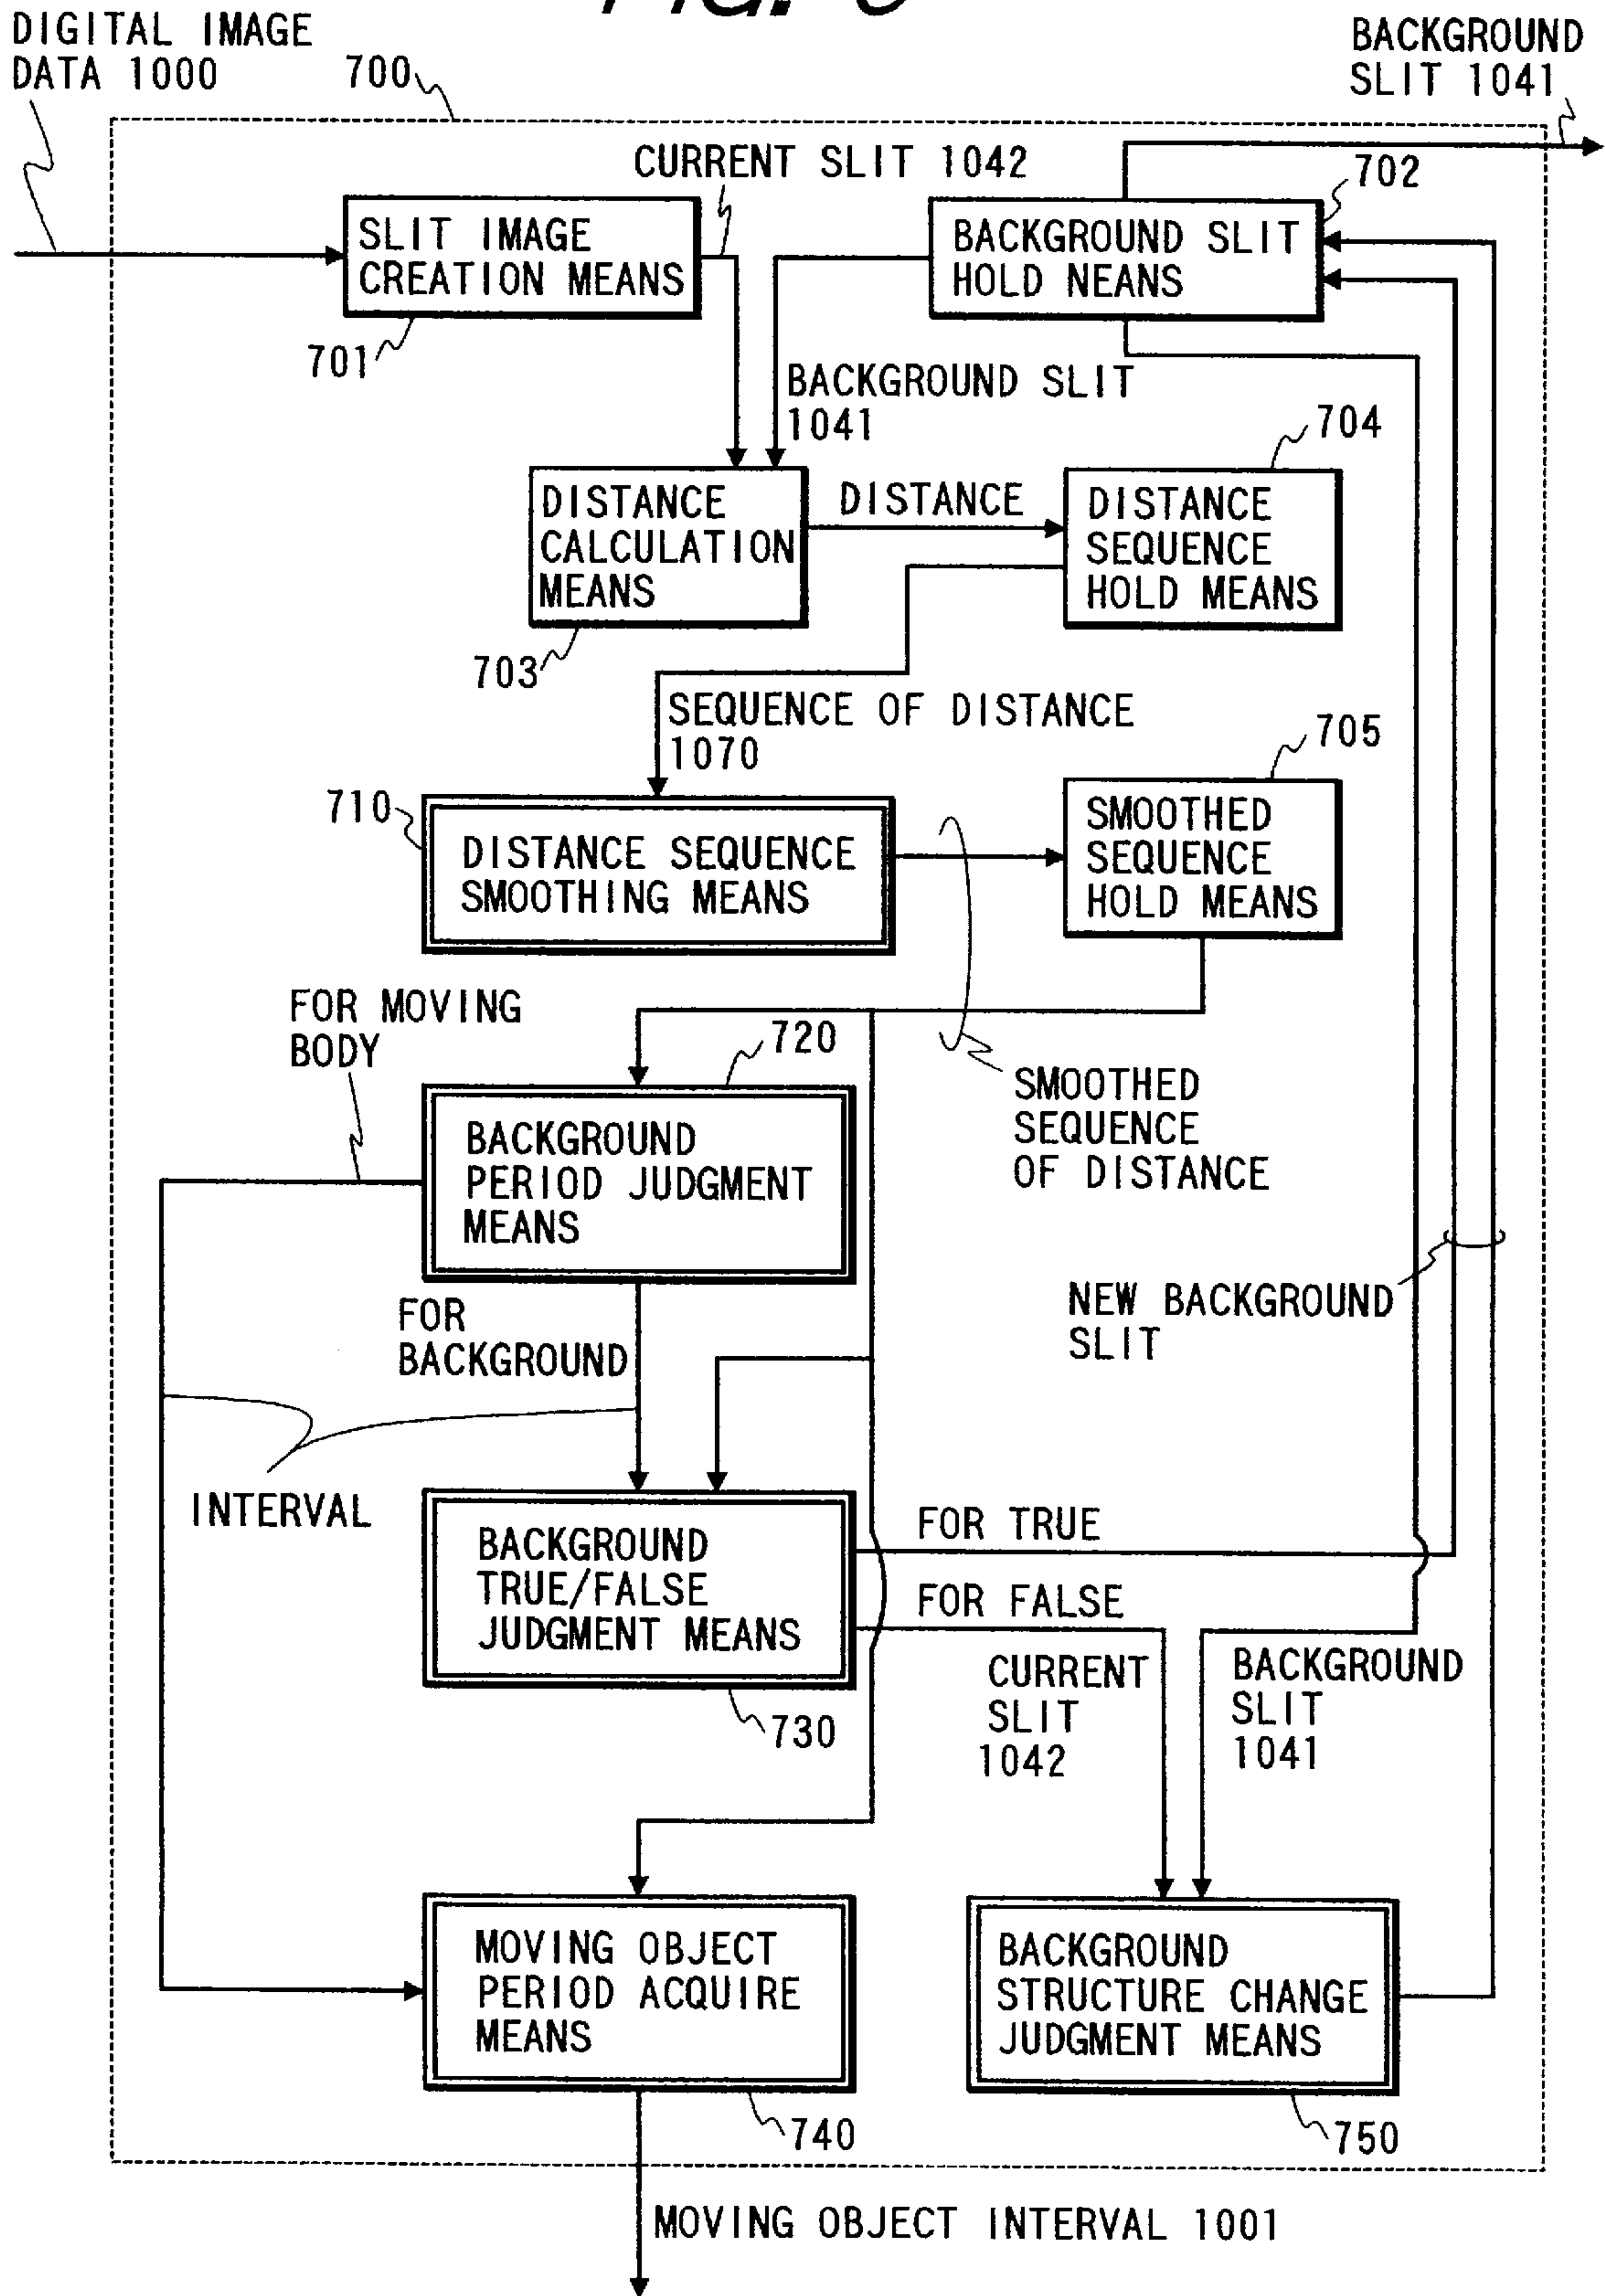 DIGITAL IMAGE
DATA 1000
700
BACKGROUND
SLIT 1041
CURRENT SLIT 1042
702
SLIT IMAGE
CREATION MEANS
701
BACKGROUND SLIT
HOLD NEANS
BACKGROUND SLIT
1041
704
DISTANCE
CALCULATION
MEANS
703
DISTANCE
DISTANCE
SEQUENCE
HOLD MEANS
SEQUENCE OF DISTANCE
1070
705
710
DISTANCE SEQUENCE
SMOOTHING MEANS
SMOOTHED
SEQUENCE
HOLD MEANS
FOR MOVING
BODY
720
SMOOTHED
SEQUENCE
OF DISTANCE
BACKGROUND
PERIOD JUDGMENT
MEANS
NEW BACKGROUND
SLIT
FOR
BACKGROUND
INTERVAL
BACKGROUND
TRUE/FALSE
JUDGMENT MEANS
730
FOR TRUE
FOR FALSE
CURRENT
SLIT
1042
BACKGROUND
SLIT
1041
MOVING OBJECT
PERIOD ACQUIRE
MEANS
740
BACKGROUND
STRUCTURE CHANGE
JUDGMENT MEANS
750
MOVING OBJECT INTERVAL 1001